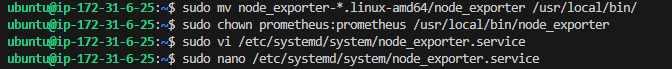 ubuntu@ip-172-31-6-25:~$ sudo mv node_exporter-*.linux-amd64/node_exporter /usr/local/bin/
ubuntu@ip-172-31-6-25:~$ sudo chown prometheus:prometheus /usr/local/bin/node_exporter
ubuntu@ip-172-31-6-25:~$ sudo vi /etc/systemd/system/node_exporter.service
ubuntu@ip-172-31-6-25:~$ sudo nano /etc/systemd/system/node_exporter.service